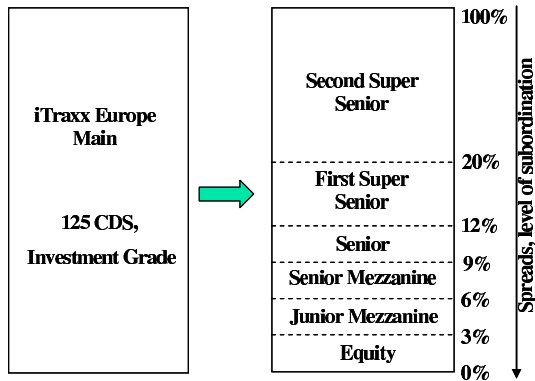 iTraxx Europe
Main
125 CDS,
Investment Grade
Second Super
Senior
First Super
Senior
Senior
Senior Mezzanine
Junior Mezzanine
Equity
100%
20%
12%
9%
6%
3%
0%
Spreads, level of subordination